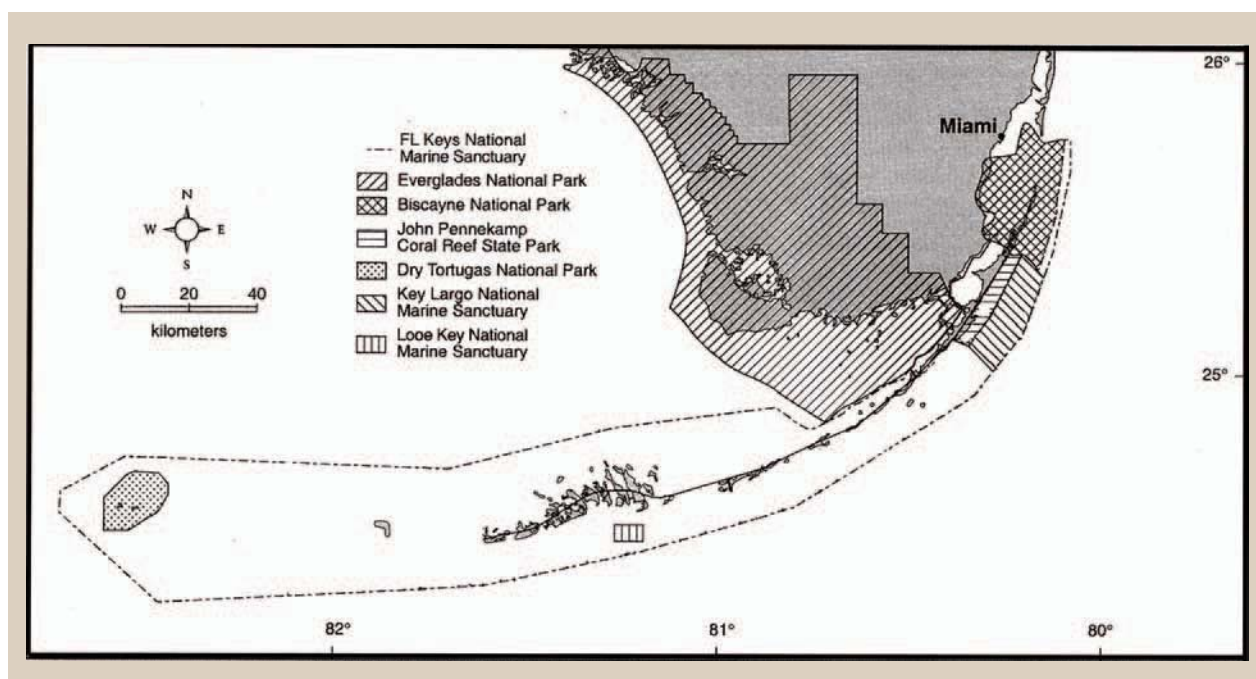 26°
Miami
FL Keys National
Marine Sanctuary
Everglades National Park
Biscayne National Park
John Pennekamp
Coral Reef State Park
Dry Tortugas National Park
Key Largo National
Marine Sanctuary
Looe Key National
Marine Sanctuary
N
W E
S
0 20 40
kilometers
25°
82° 81° 80°